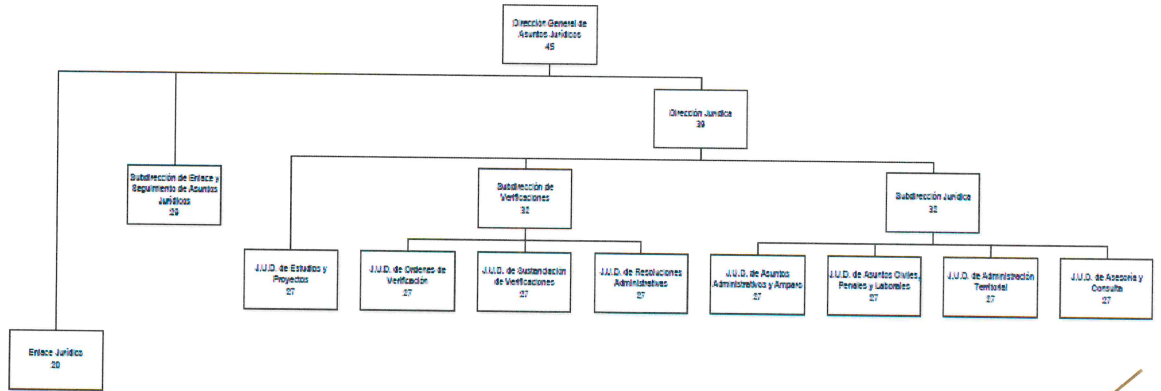 Dirección General de
Asuntos Jurídicos
45
Dirección Jurídica
39
Subdirección de Enlace y
Seguimiento de Asuntos
Jurídicos
29
Subdirección de
Verificaciones
32
Subdirección Jurídica
32
J.U.D. de Estudios y
Proyectos
27
J.U.D. de Ordenes de
Verificación
27
J.U.D. de Sustanciación
de Verificaciones
27
J.U.D. de Resoluciones
Administrativas
27
J.U.D. de Asuntos
Administrativos y Amparo
27
J.U.D. de Asuntos Civiles,
Penales y Laborales
27
J.U.D. de Administración
Territorial
27
J.U.D. de Asesoría y
Consulta
27
Enlace Jurídico
20